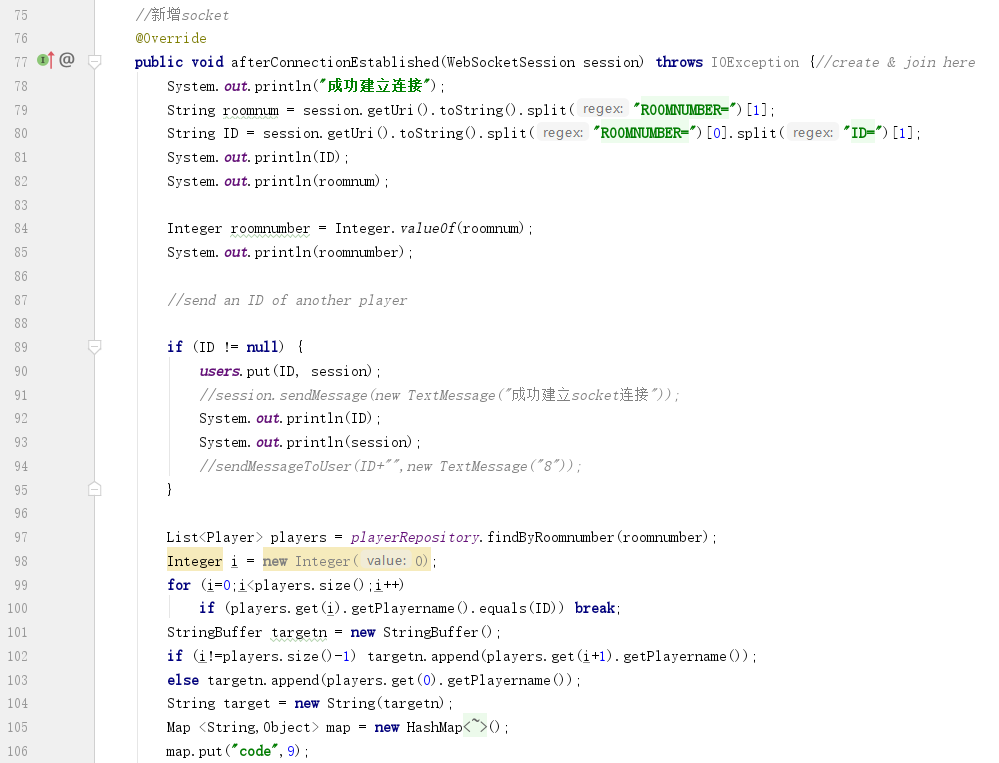 75 //新增socket
76 @Override
77 I @ public void afterConnectionEstablished(WebSocketSession session) throws IOException {//create & join here
78 System.out.println("成功建立连接");
79 String roomnum = session.getUri().toString().split( regex: "ROOMNUMBER=")[1];
80 String ID = session.getUri().toString().split( regex: "ROOMNUMBER=")[0].split( regex: "ID=")[1];
81 System.out.println(ID);
82 System.out.println(roomnum);
83
84 Integer roomnumber = Integer.valueOf(roomnum);
85 System.out.println(roomnumber);
86
87 //send an ID of another player
88
89 if (ID != null) {
90 users.put(ID, session);
91 //session.sendMessage(new TextMessage("成功建立socket连接"));
92 System.out.println(ID);
93 System.out.println(session);
94 //sendMessageToUser(ID+"",new TextMessage("8"));
95 }
96
97 List<Player> players = playerRepository.findByRoomnumber(roomnumber);
98 Integer i = new Integer( value: 0);
99 for (i=0;i<players.size();i++)
100 if (players.get(i).getPlayername().equals(ID)) break;
101 StringBuffer targetn = new StringBuffer();
102 if (i!=players.size()-1) targetn.append(players.get(i+1).getPlayername());
103 else targetn.append(players.get(0).getPlayername());
104 String target = new String(targetn);
105 Map <String,Object> map = new HashMap<~>();
106 map.put("code",9);